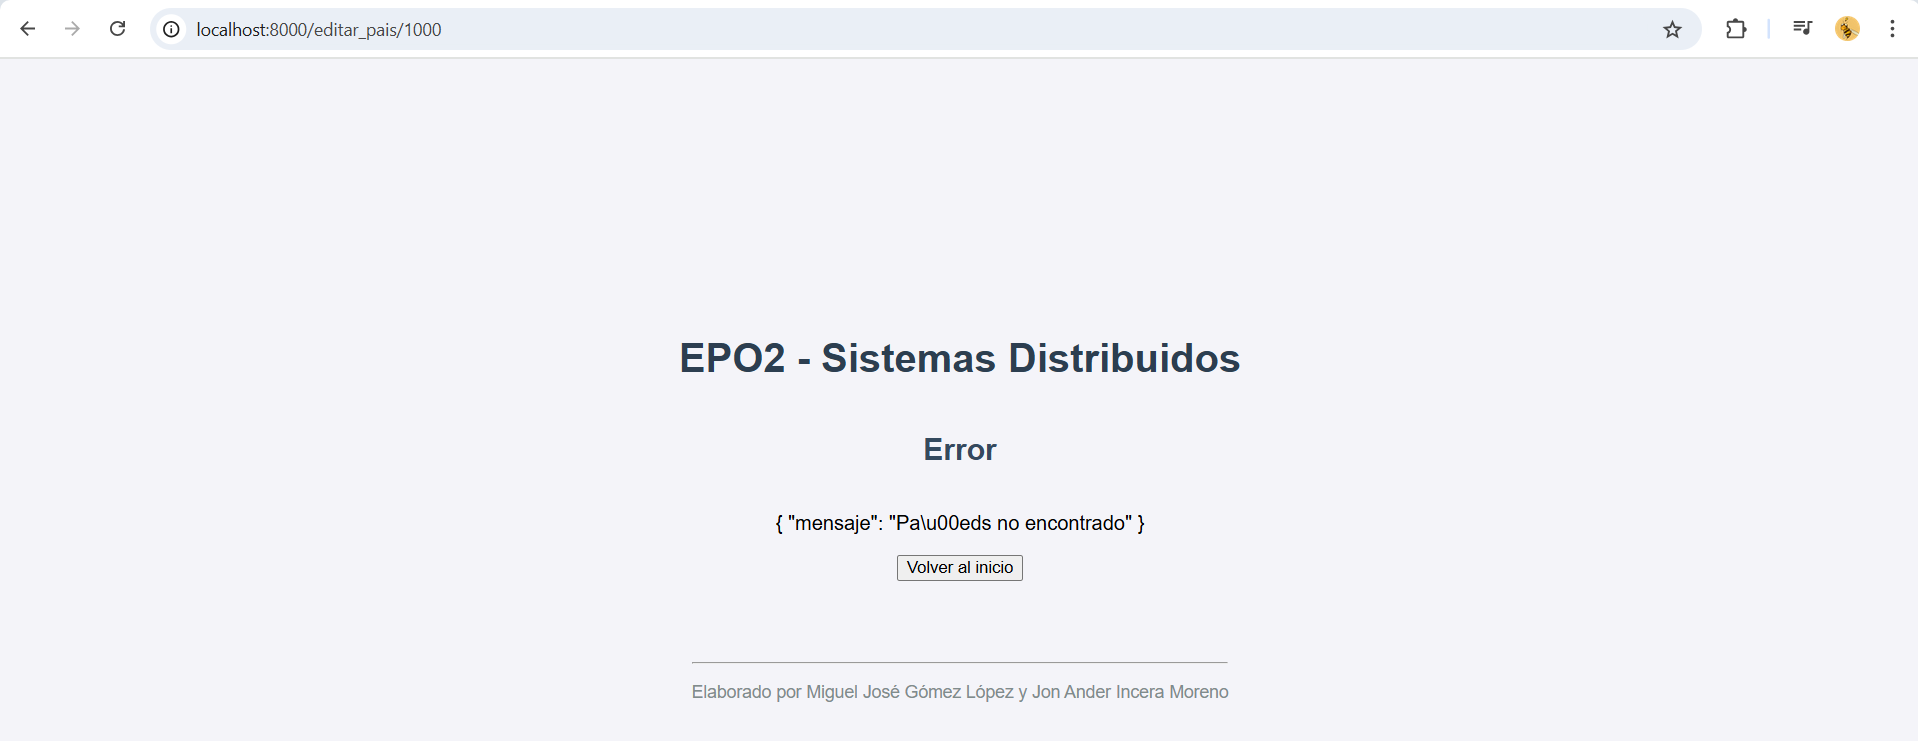 localhost:8000/editar_pais/1000
EPO2 - Sistemas Distribuidos
Error
{ "mensaje": "Pa\u00eds no encontrado" }
Volver al inicio
Elaborado por Miguel José Gómez López y Jon Ander Incera Moreno